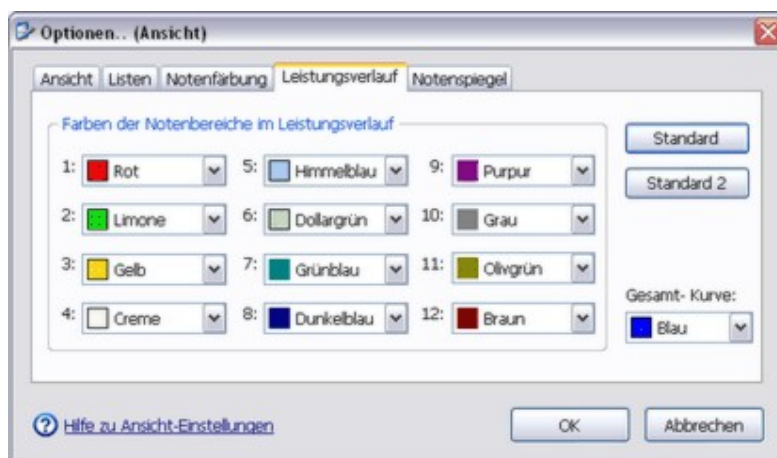 Optionen.. (Ansicht)
Ansicht Listen Notenfärbung Leistungsverlauf Notenspiegel
Farben der Notenbereiche im Leistungsverlauf
1: Rot 5: Himmelblau 9: Purpur
2: Limone 6: Dollargrün 10: Grau
3: Gelb 7: Grünblau 11: Olivgrün
4: Creme 8: Dunkelblau 12: Braun
Standard
Standard 2
Gesamt- Kurve:
Blau
Hilfe zu Ansicht-Einstellungen
OK Abbrechen